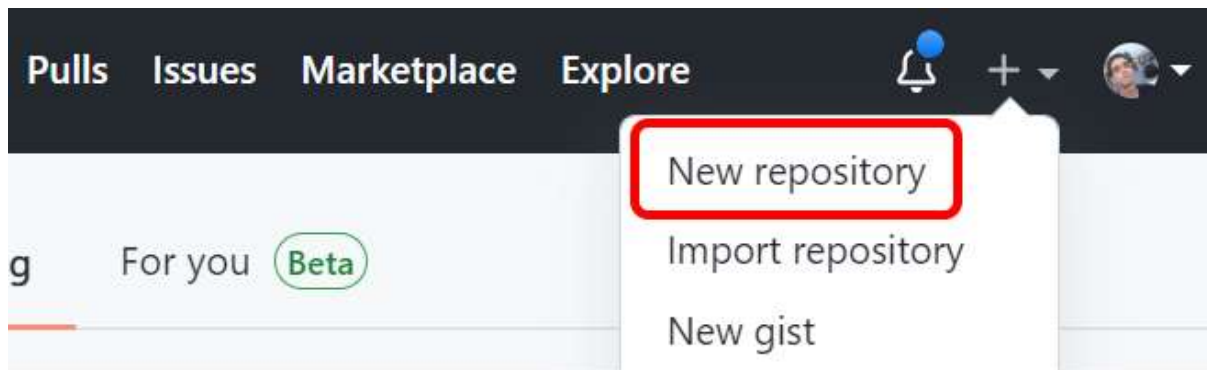 Pulls Issues Marketplace Explore
New repository
g For you Beta
Import repository
New gist